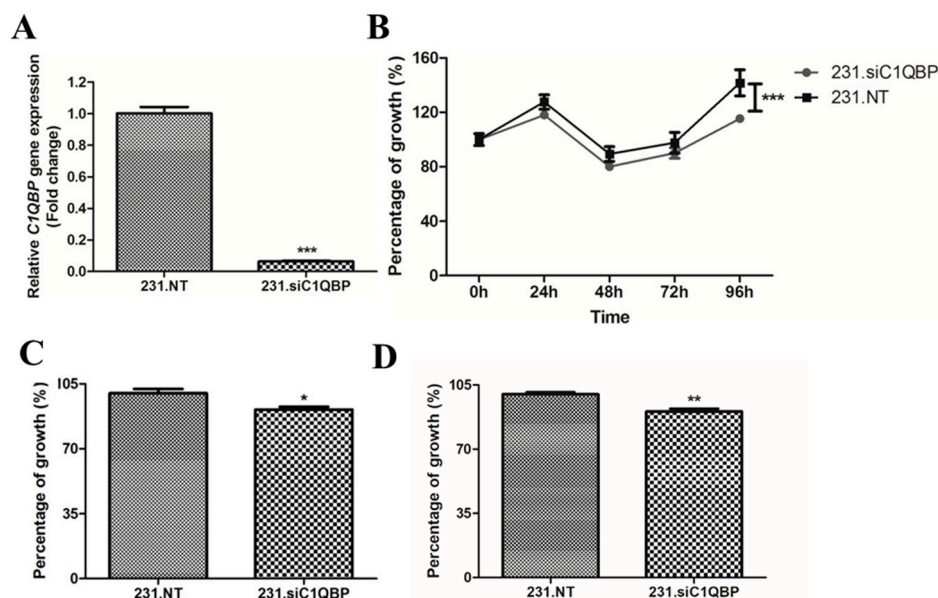 A
Relative C1QBP gene expression
(Fold change)
1.2
1.0
0.8
0.6
0.4
0.2
0.0
***
231.NT
231.siC1QBP
B
Percentage of growth (%)
160
120
80
40
0
0h
24h
48h
72h
96h
Time
***
231.siC1QBP
231.NT
C
Percentage of growth (%)
105
70
35
0
*
231.NT
231.siC1QBP
D
Percentage of growth (%)
105
70
35
0
**
231.NT
231.siC1QBP